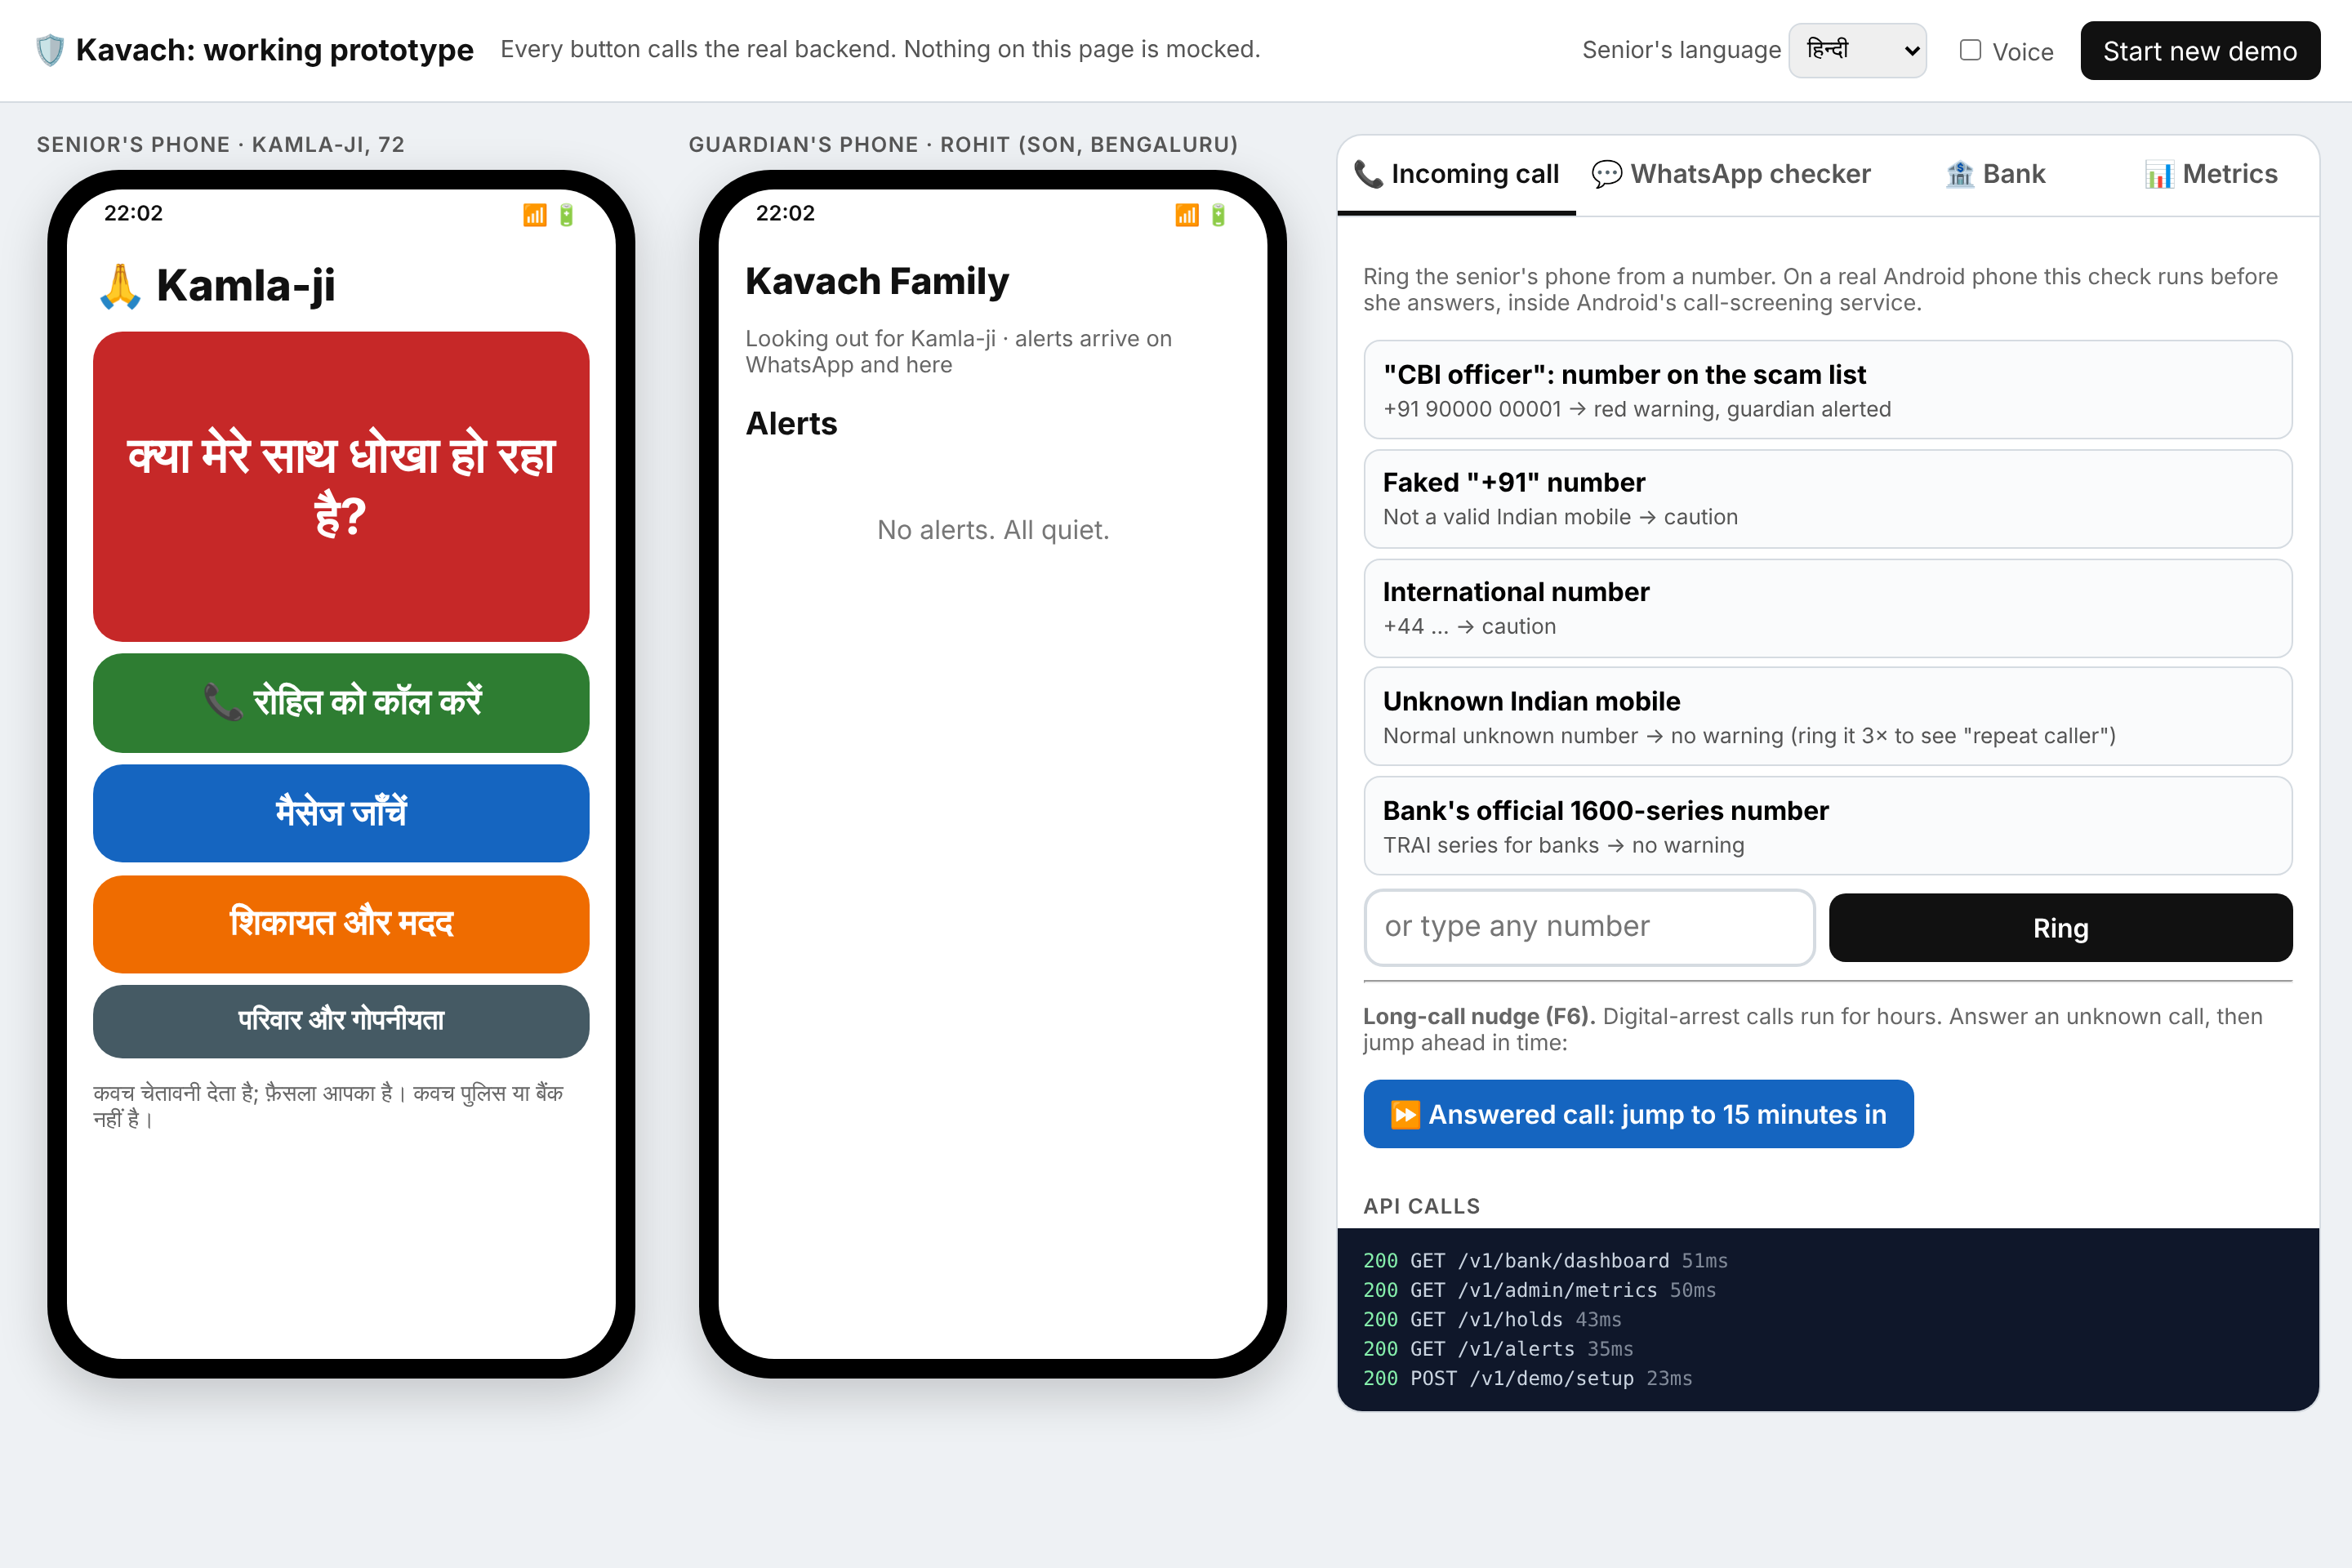 🛡️ Kavach: working prototype
Every button calls the real backend. Nothing on this page is mocked.
Senior's language
हिन्दी
Voice
Start new demo
SENIOR'S PHONE · KAMLA-JI, 72
22:02
🙏 Kamla-ji
क्या मेरे साथ धोखा हो रहा
है?
📞 रोहित को कॉल करें
मैसेज जाँचें
शिकायत और मदद
परिवार और गोपनीयता
कवच चेतावनी देता है; फ़ैसला आपका है। कवच पुलिस या बैंक
नहीं है।
GUARDIAN'S PHONE · ROHIT (SON, BENGALURU)
22:02
Kavach Family
Looking out for Kamla-ji · alerts arrive on
WhatsApp and here
Alerts
No alerts. All quiet.
📞 Incoming call
💬 WhatsApp checker
🏦 Bank
📊 Metrics
Ring the senior's phone from a number. On a real Android phone this check runs before
she answers, inside Android's call-screening service.
"CBI officer": number on the scam list
+91 90000 00001 → red warning, guardian alerted
Faked "+91" number
Not a valid Indian mobile → caution
International number
+44 ... → caution
Unknown Indian mobile
Normal unknown number → no warning (ring it 3× to see "repeat caller")
Bank's official 1600-series number
TRAI series for banks → no warning
or type any number
Ring
Long-call nudge (F6). Digital-arrest calls run for hours. Answer an unknown call, then
jump ahead in time:
⏩ Answered call: jump to 15 minutes in
API CALLS
200 GET /v1/bank/dashboard 51ms
200 GET /v1/admin/metrics 50ms
200 GET /v1/holds 43ms
200 GET /v1/alerts 35ms
200 POST /v1/demo/setup 23ms